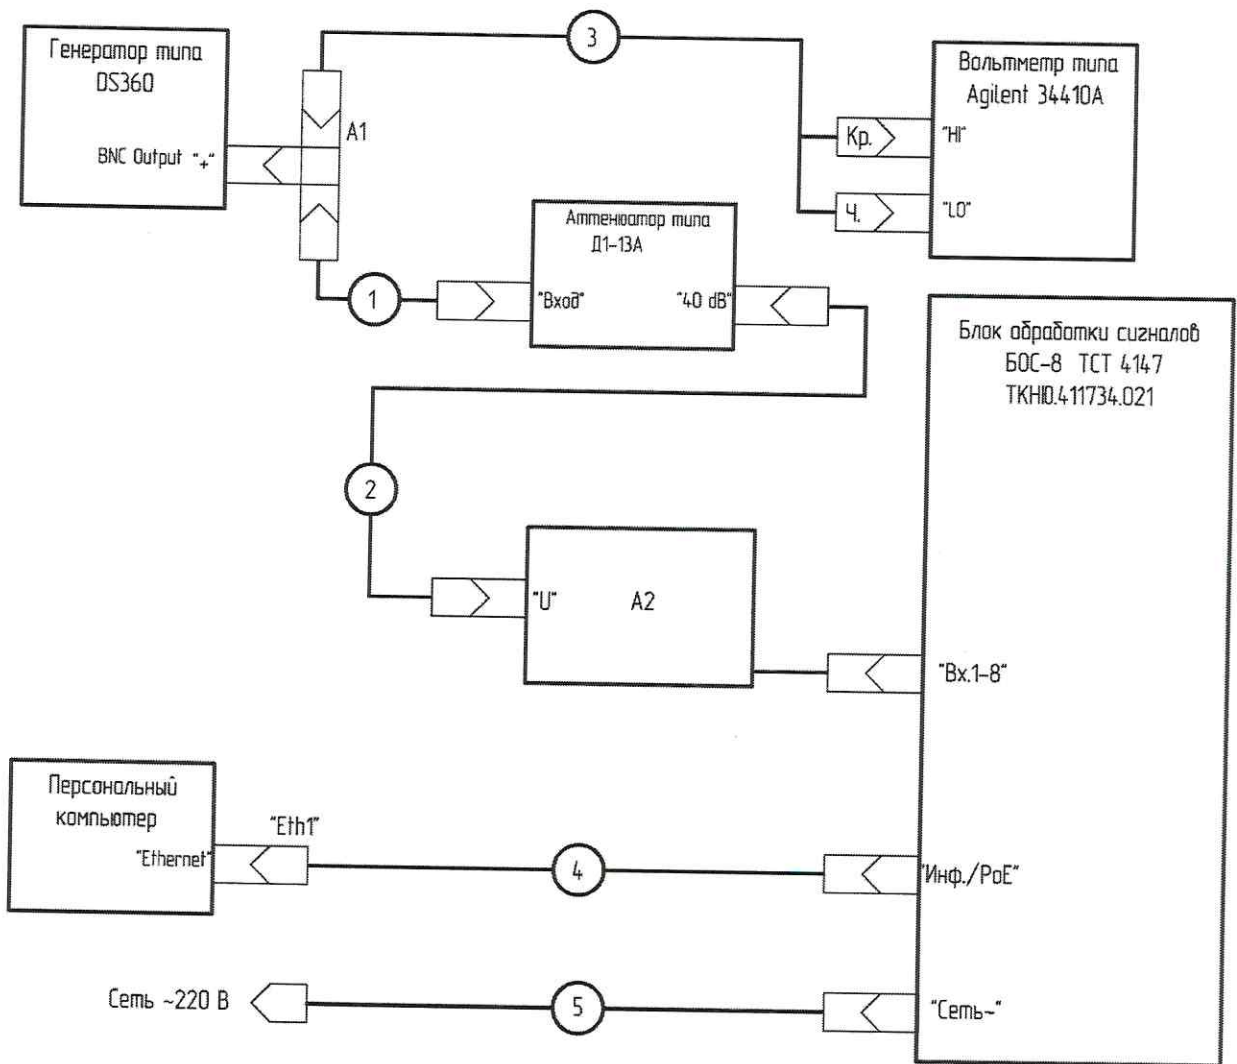 Генератор типа
DS360
BNC Output "+"
A1
3
Вольтметр типа
Agilent 34410A
Кр.
"HI"
Ч.
"LO"
Аттенюатор типа
Д1-13А
"Вход"
"40 dB"
1
Блок обработки сигналов
БОС-8 ТСТ 4147
ТКНЮ.411734.021
2
"U"
A2
"Вх.1-8"
Персональный
компьютер
"Ethernet"
"Eth1"
4
"Инф./PoE"
Сеть ~220 В
5
"Сеть~"